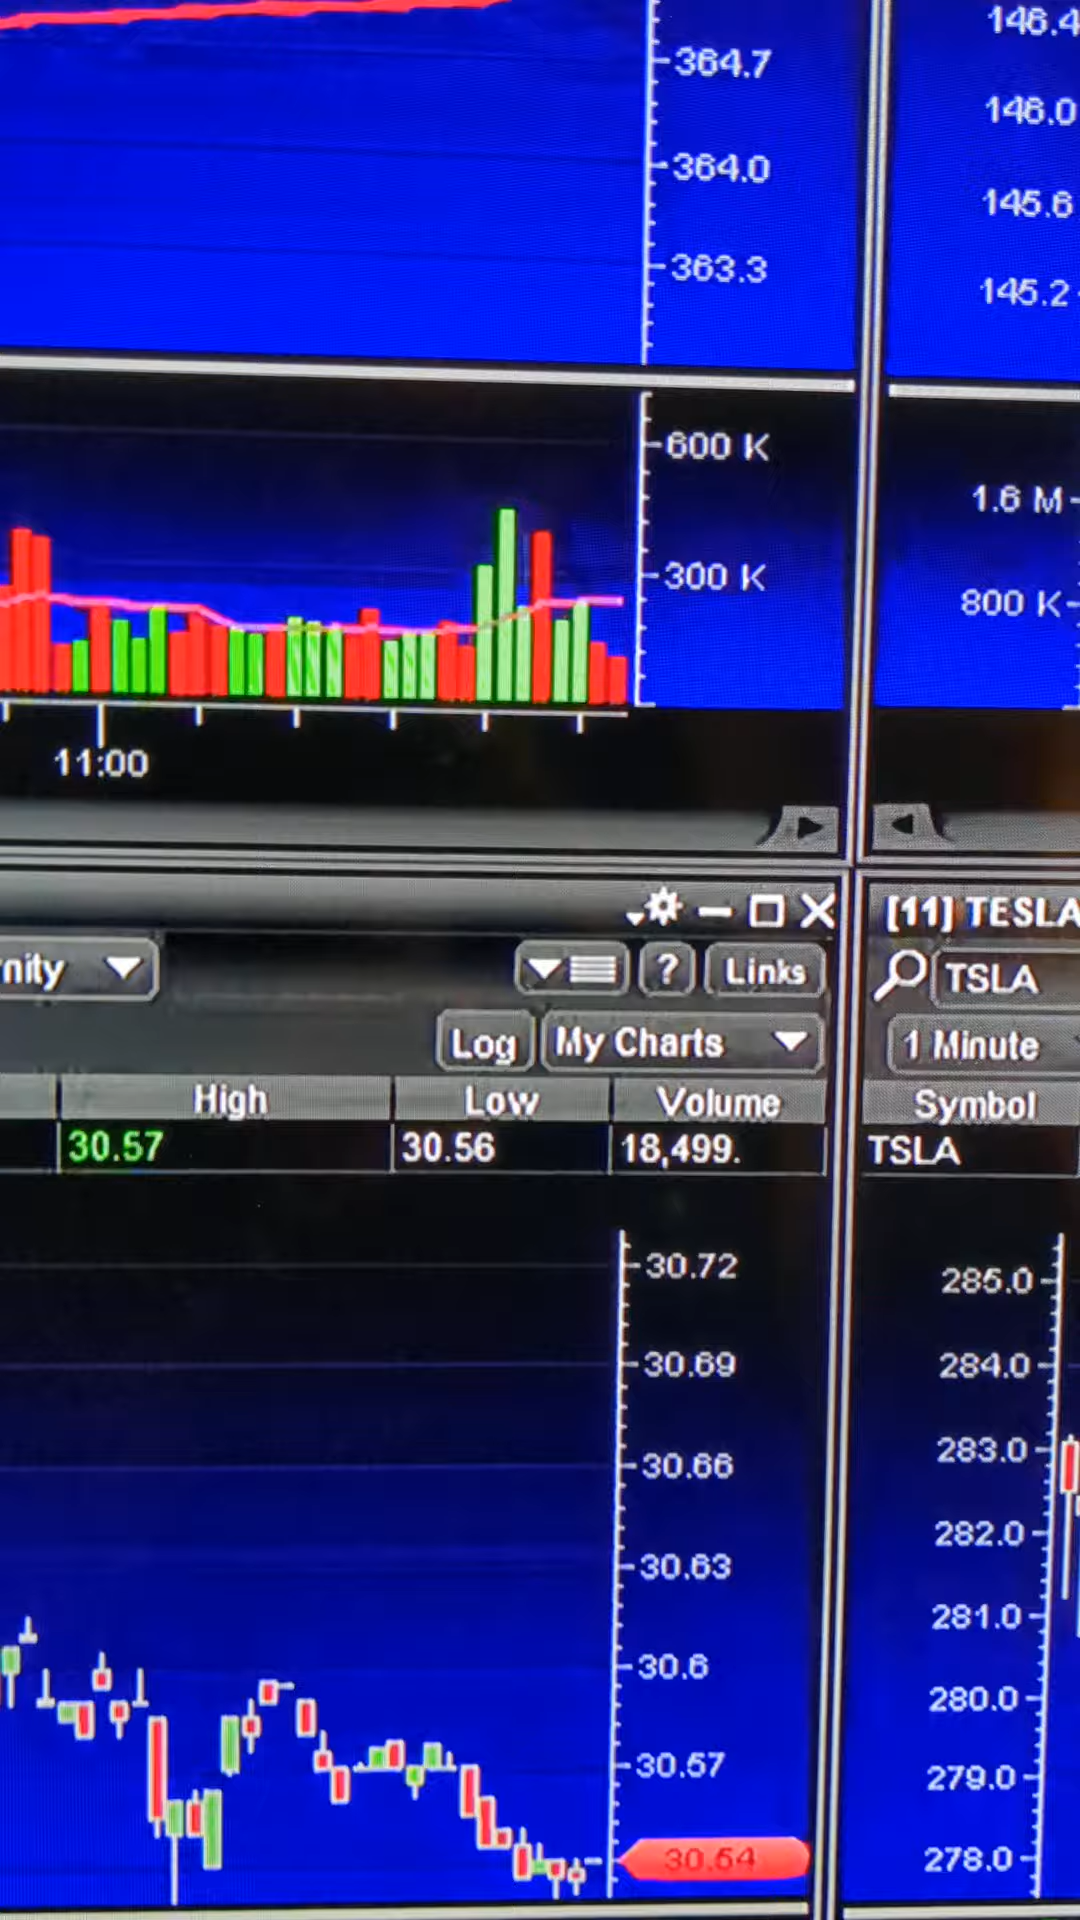 364.7
364.0
363.3
146.4
146.0
145.6
145.2
600 K
300 K
1.6 M
800 K
11:00
[11] TESLA
nity
?
Links
TSLA
Log
My Charts
1 Minute
High
Low
Volume
Symbol
30.57
30.56
18,499.
TSLA
30.72
30.69
30.66
30.63
30.6
30.57
30.54
285.0
284.0
283.0
282.0
281.0
280.0
279.0
278.0